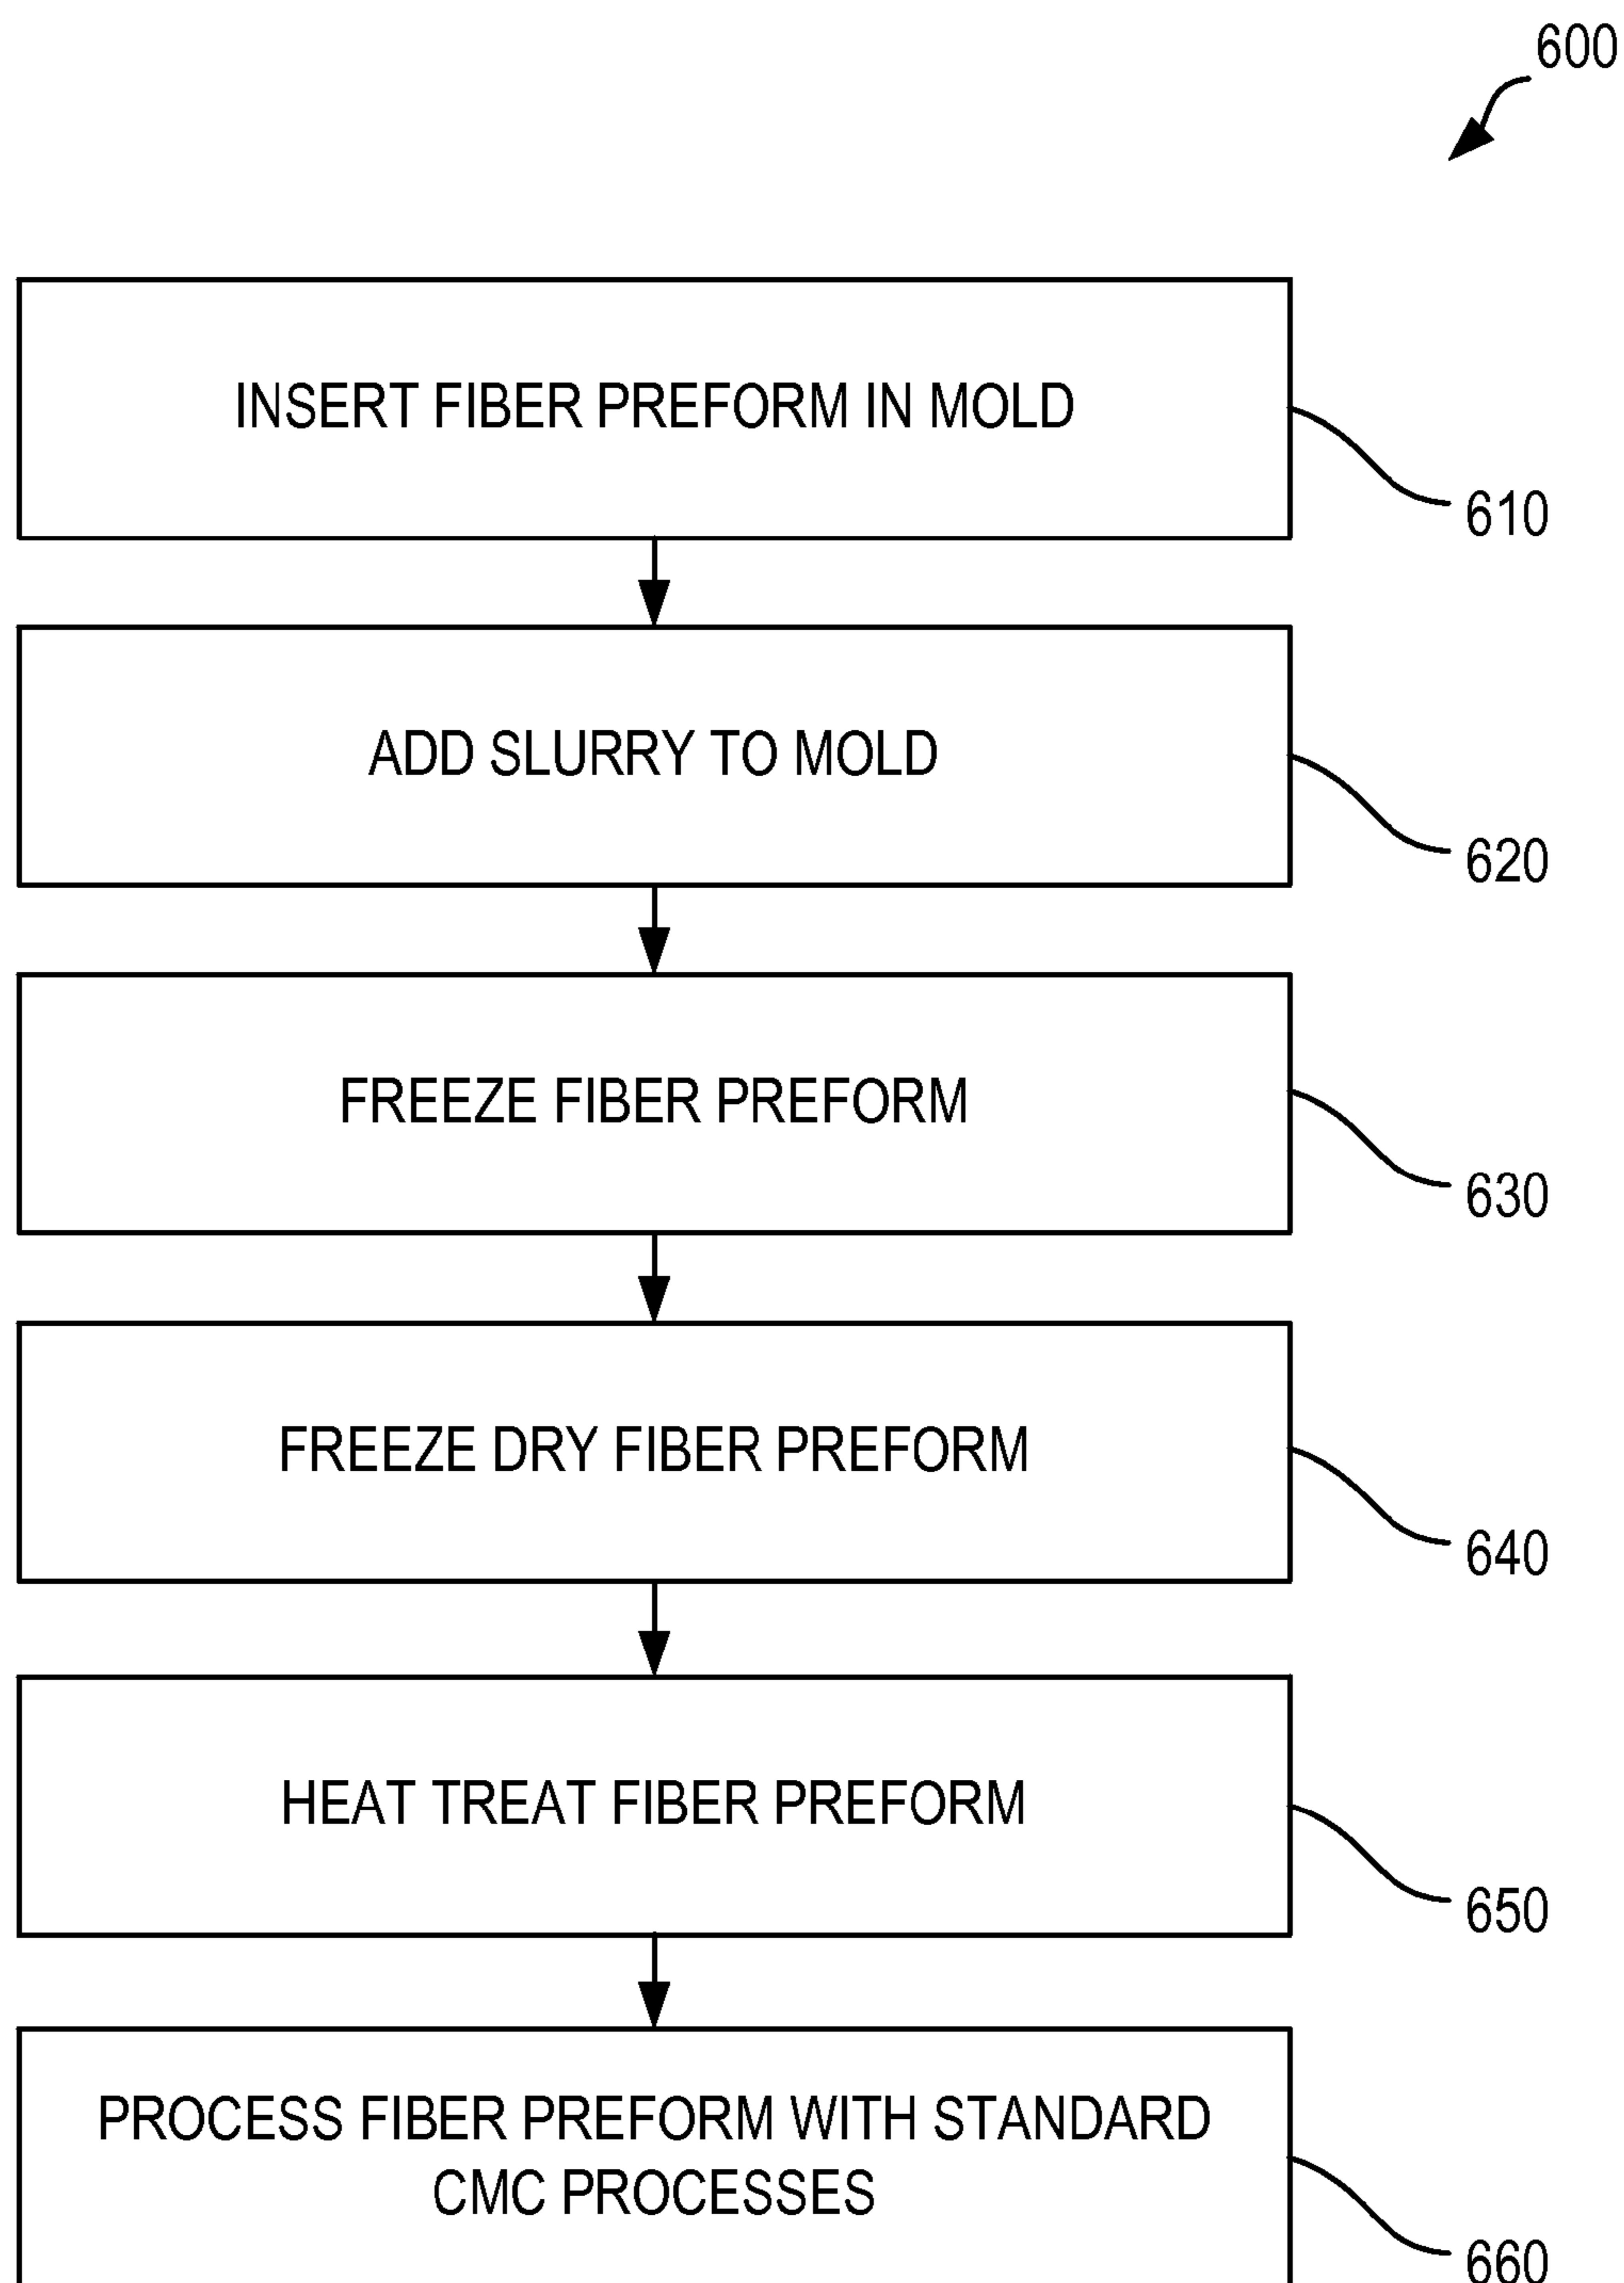 600
INSERT FIBER PREFORM IN MOLD
610
ADD SLURRY TO MOLD
620
FREEZE FIBER PREFORM
630
FREEZE DRY FIBER PREFORM
640
HEAT TREAT FIBER PREFORM
650
PROCESS FIBER PREFORM WITH STANDARD
CMC PROCESSES
660